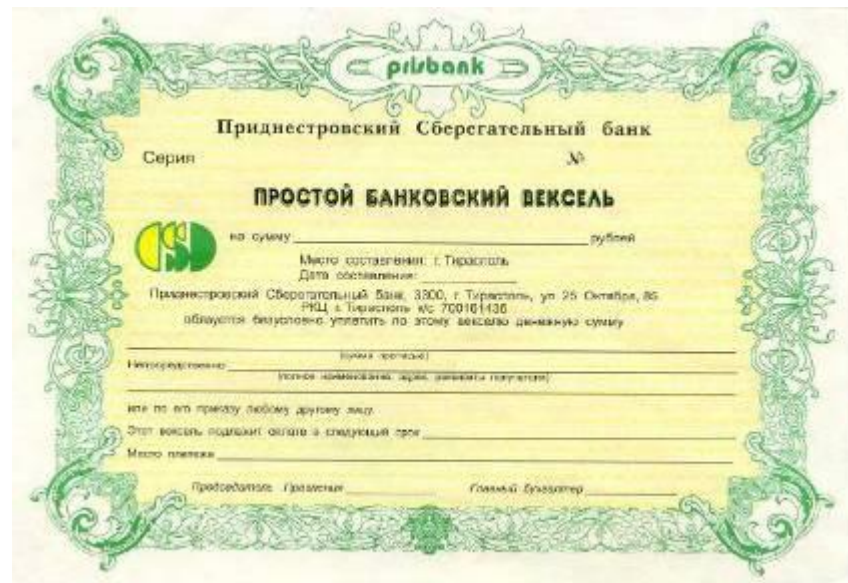 prisbank
Приднестровский Сберегательный банк
Серия №
ПРОСТОЙ БАНКОВСКИЙ ВЕКСЕЛЬ
на сумму рублей
Место составления: г. Тирасполь
Дата составления:
Приднестровский Сберегательный Банк, 3300, г. Тирасполь, ул 25 Октября, 85
РКЦ г. Тирасполь к/с 700161436
обязуется безусловно уплатить по этому векселю денежную сумму
(сумма прописью)
Непосредственно
(полное наименование, адрес, реквизиты получателя)
или по его приказу любому другому лицу.
Этот вексель подлежит оплате в следующий срок
Место платежа
Председатель Правления Главный бухгалтер